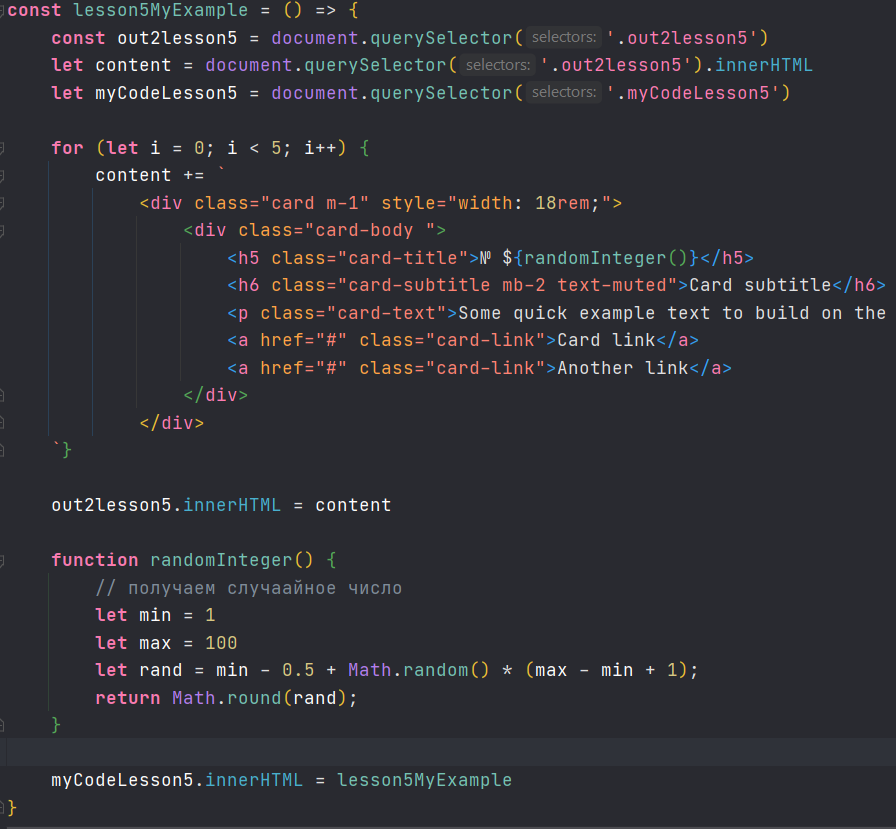 const lesson5MyExample = () => {
    const out2lesson5 = document.querySelector( selectors: '.out2lesson5')
    let content = document.querySelector( selectors: '.out2lesson5').innerHTML
    let myCodeLesson5 = document.querySelector( selectors: '.myCodeLesson5')

    for (let i = 0; i < 5; i++) {
        content += `
            <div class="card m-1" style="width: 18rem;">
                <div class="card-body ">
                    <h5 class="card-title">№ ${randomInteger()}</h5>
                    <h6 class="card-subtitle mb-2 text-muted">Card subtitle</h6>
                    <p class="card-text">Some quick example text to build on the
                    <a href="#" class="card-link">Card link</a>
                    <a href="#" class="card-link">Another link</a>
                </div>
            </div>
    `}

    out2lesson5.innerHTML = content

    function randomInteger() {
        // получаем случаайное число
        let min = 1
        let max = 100
        let rand = min - 0.5 + Math.random() * (max - min + 1);
        return Math.round(rand);
    }

    myCodeLesson5.innerHTML = lesson5MyExample
}